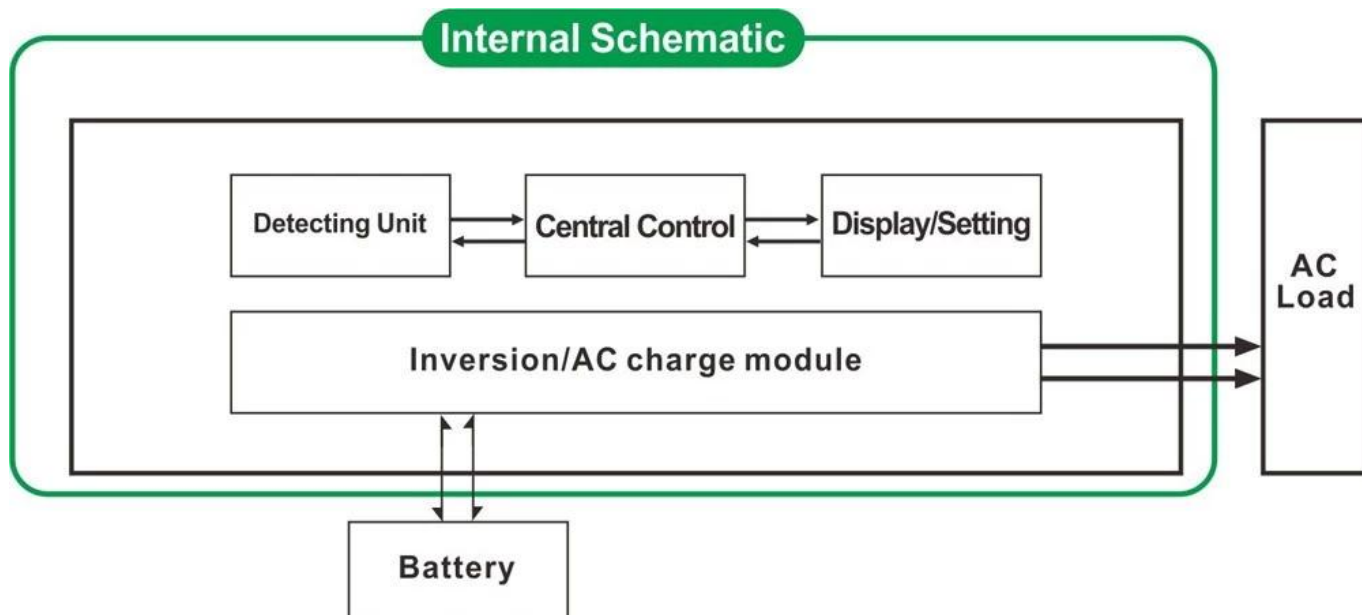 Internal Schematic
Detecting Unit
Central Control
Display/Setting
AC
Load
Inversion/AC charge module
Battery